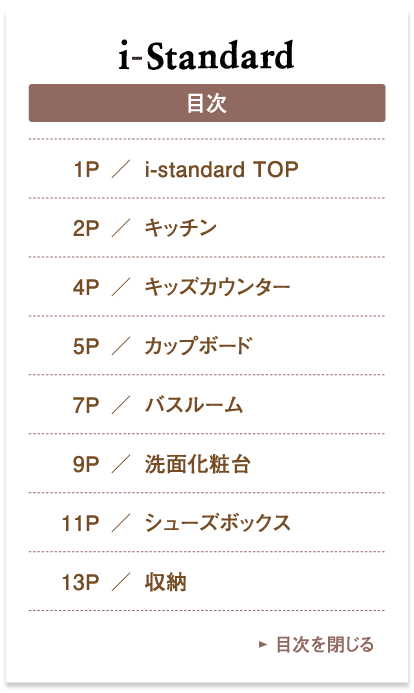 i-Standard
目次
1P ／ i-standard TOP
2P ／ キッチン
4P ／ キッズカウンター
5P ／ カップボード
7P ／ バスルーム
9P ／ 洗面化粧台
11P ／ シューズボックス
13P ／ 収納
► 目次を閉じる